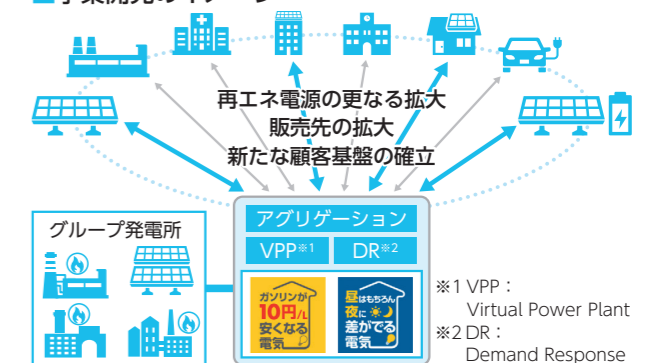 再エネ電源の更なる拡大
販売先の拡大
新たな顧客基盤の確立
アグリゲーション
VPP※1
DR※2
グループ発電所
ガソリンが
10円/L
安くなる
電気
昼はもちろん
夜に
差がでる
電気
※1 VPP：
Virtual Power Plant
※2 DR：
Demand Response